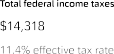 Total federal income taxes
$14,318
11.4% effective tax rate